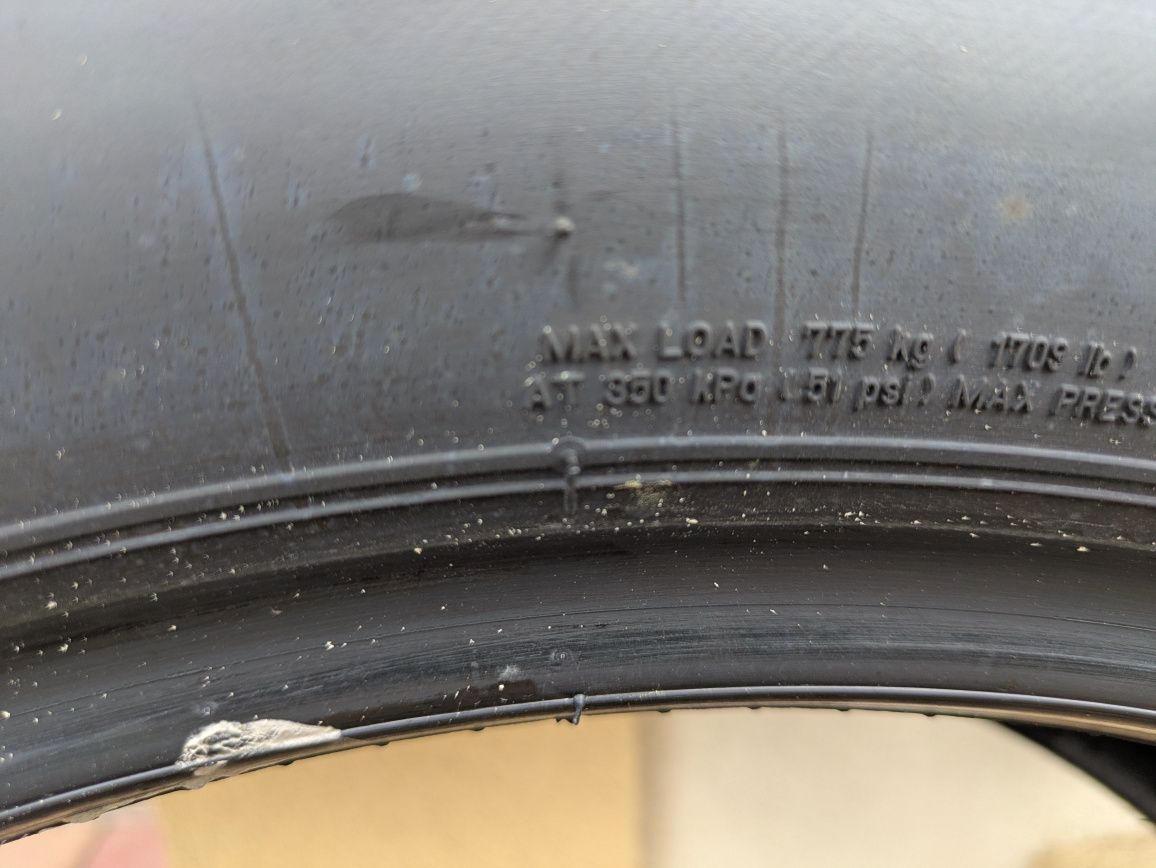 MAX LOAD 775 kg ( 1709 lb )
AT 350 kPa ( 51 psi ) MAX PRESS